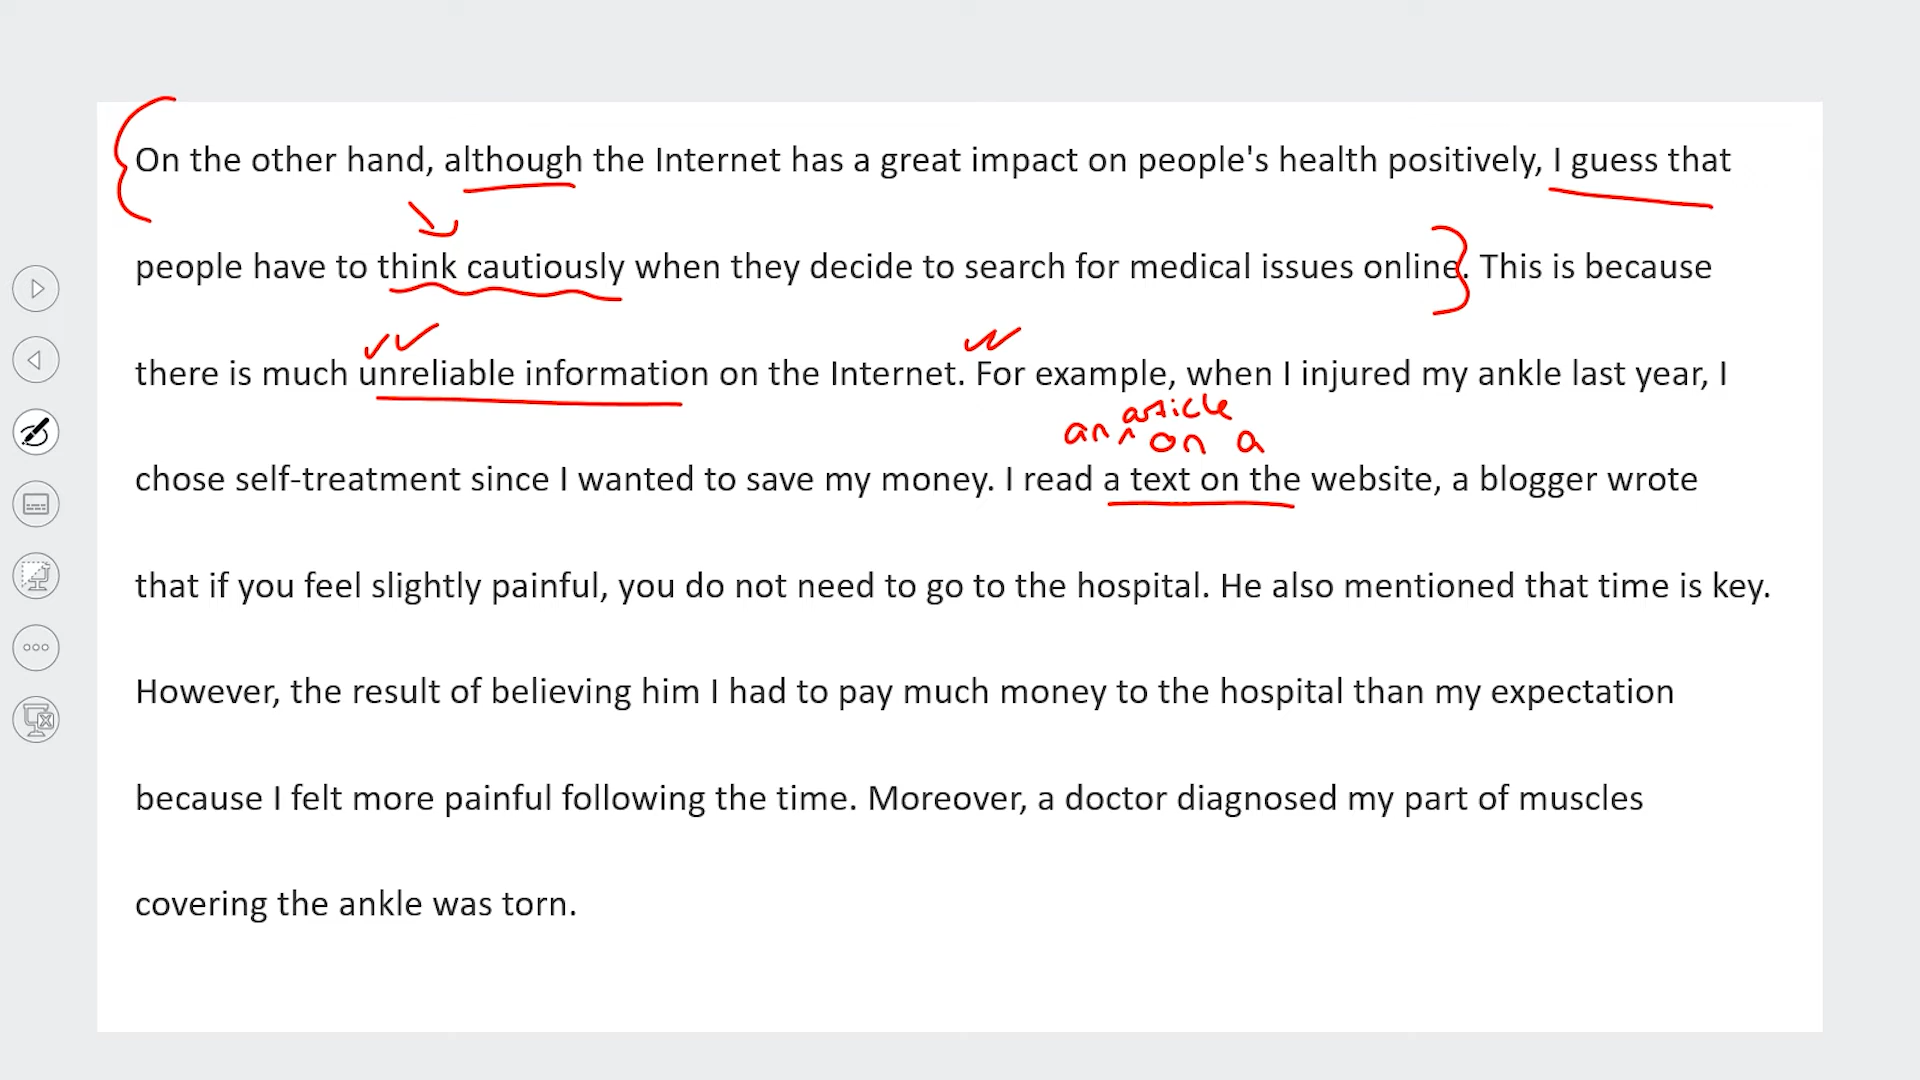 On the other hand, although the Internet has a great impact on people's health positively, I guess that
people have to think cautiously when they decide to search for medical issues online. This is because
there is much unreliable information on the Internet. For example, when I injured my ankle last year, I
article
an ^ on a
chose self-treatment since I wanted to save my money. I read a text on the website, a blogger wrote
that if you feel slightly painful, you do not need to go to the hospital. He also mentioned that time is key.
However, the result of believing him I had to pay much money to the hospital than my expectation
because I felt more painful following the time. Moreover, a doctor diagnosed my part of muscles
covering the ankle was torn.